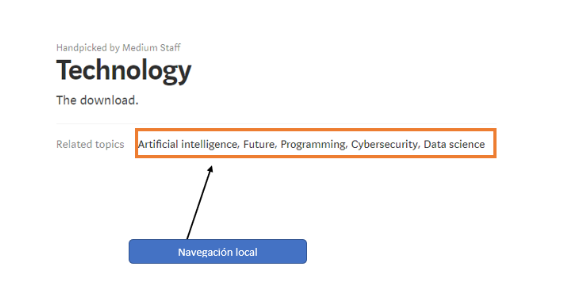 Handpicked by Medium Staff
Technology
The download.
Related topics Artificial intelligence, Future, Programming, Cybersecurity, Data science
Navegación local